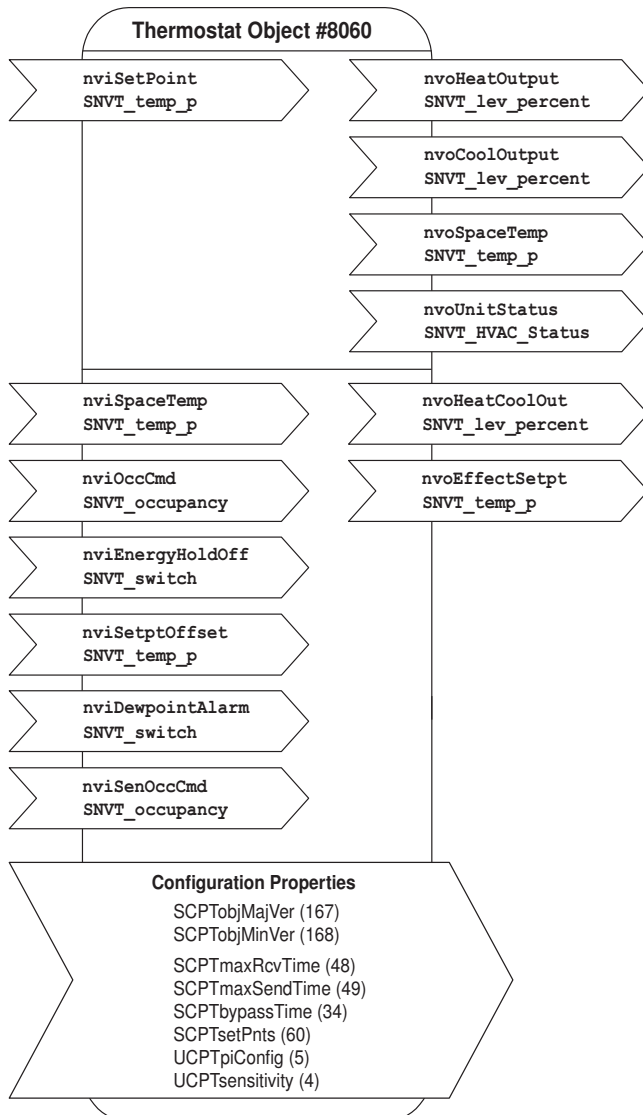 Thermostat Object #8060
nviSetPoint
SNVT_temp_p
nvoHeatOutput
SNVT_lev_percent
nvoCoolOutput
SNVT_lev_percent
nvoSpaceTemp
SNVT_temp_p
nvoUnitStatus
SNVT_HVAC_Status
nviSpaceTemp
SNVT_temp_p
nviOccCmd
SNVT_occupancy
nviEnergyHoldOff
SNVT_switch
nviSetptOffset
SNVT_temp_p
nviDewpointAlarm
SNVT_switch
nviSenOccCmd
SNVT_occupancy
nvoHeatCoolOut
SNVT_lev_percent
nvoEffectSetpt
SNVT_temp_p
Configuration Properties
SCPTobjMajVer (167)
SCPTobjMinVer (168)
SCPTmaxRcvTime (48)
SCPTmaxSendTime (49)
SCPTbypassTime (34)
SCPTsetPnts (60)
UCPTpiConfig (5)
UCPTsensitivity (4)